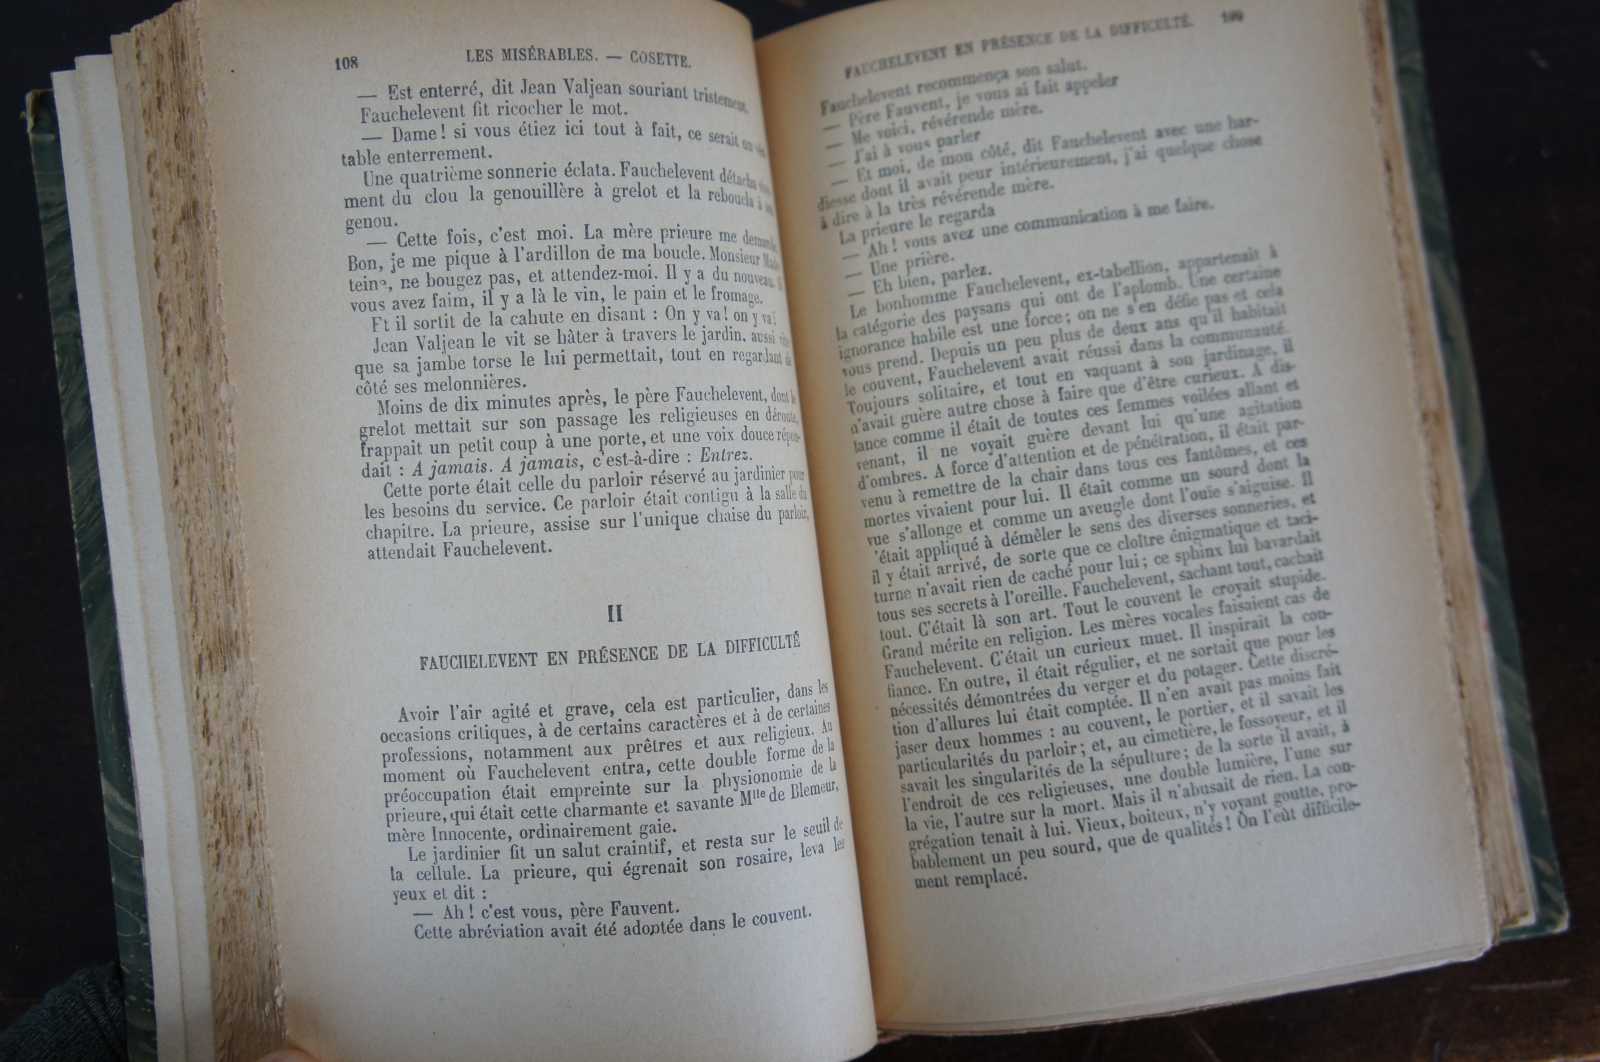 108
LES MISÉRABLES. — COSETTE.
— Est enterré, dit Jean Valjean souriant tristement.
Fauchelevent fit ricocher le mot.
— Dame ! si vous étiez ici tout à fait, ce serait un
table enterrement.
Une quatrième sonnerie éclata. Fauchelevent détacha
ment du clou la genouillère à grelot et la reboucla à
genou.
— Cette fois, c'est moi. La mère prieure me demande.
Bon, je me pique à l'ardillon de ma boucle. Monsieur
ne bougez pas, et attendez-moi. Il y a du nouveau.
vous avez faim, il y a là le vin, le pain et le fromage.
Et il sortit de la cahute en disant : On y va ! on y va !
Jean Valjean le vit se hâter à travers le jardin, aussi
que sa jambe torse le lui permettait, tout en regardant de
côté ses melonnières.
Moins de dix minutes après, le père Fauchelevent, dont le
grelot mettait sur son passage les religieuses en déroute,
frappait un petit coup à une porte, et une voix douce répon-
dait : A jamais. A jamais, c'est-à-dire : Entrez.
Cette porte était celle du parloir réservé au jardinier pour
les besoins du service. Ce parloir était contigu à la salle du
chapitre. La prieure, assise sur l'unique chaise du parloir,
attendait Fauchelevent.
II
FAUCHELEVENT EN PRÉSENCE DE LA DIFFICULTÉ
Avoir l'air agité et grave, cela est particulier, dans les
occasions critiques, à de certains caractères et à de certaines
professions, notamment aux prêtres et aux religieux. Au
moment où Fauchelevent entra, cette double forme de la
préoccupation était empreinte sur la physionomie de la
prieure, qui était cette charmante et savante Mlle de Blemeur,
mère Innocente, ordinairement gaie.
Le jardinier fit un salut craintif, et resta sur le seuil de
la cellule. La prieure, qui égrenait son rosaire, leva les
yeux et dit :
— Ah ! c'est vous, père Fauvent.
Cette abréviation avait été adoptée dans le couvent.
FAUCHELEVENT EN PRÉSENCE DE LA DIFFICULTÉ. 109
Fauchelevent recommença son salut.
— Père Fauvent, je vous ai fait appeler
— Me voici, révérende mère.
— J'ai à vous parler
— Et moi, de mon côté, dit Fauchelevent avec une har-
diesse dont il avait peur intérieurement, j'ai quelque chose
à dire à la très révérende mère.
La prieure le regarda
— Ah ! vous avez une communication à me faire.
— Une prière.
— Eh bien, parlez.
Le bonhomme Fauchelevent, ex-tabellion, appartenait à
la catégorie des paysans qui ont de l'aplomb. Une certaine
ignorance habile est une force ; on ne s'en défie pas et cela
vous prend. Depuis un peu plus de deux ans qu'il habitait
le couvent, Fauchelevent avait réussi dans la communauté.
Toujours solitaire, et tout en vaquant à son jardinage, il
n'avait guère autre chose à faire que d'être curieux. A dis-
tance comme il était de toutes ces femmes voilées allant et
venant, il ne voyait guère devant lui qu'une agitation
d'ombres. A force d'attention et de pénétration, il était par-
venu à remettre de la chair dans tous ces fantômes, et ces
mortes vivaient pour lui. Il était comme un sourd dont la
vue s'allonge et comme un aveugle dont l'ouïe s'aiguise. Il
'était appliqué à démêler le sens des diverses sonneries, et
il y était arrivé, de sorte que ce cloître énigmatique et taci-
turne n'avait rien de caché pour lui ; ce sphinx lui bavardait
tous ses secrets à l'oreille. Fauchelevent, sachant tout, cachait
tout. C'était là son art. Tout le couvent le croyait stupide.
Grand mérite en religion. Les mères vocales faisaient cas de
Fauchelevent. C'était un curieux muet. Il inspirait la con-
fiance. En outre, il était régulier, et ne sortait que pour les
nécessités démontrées du verger et du potager. Cette discré-
tion d'allures lui était comptée. Il n'en avait pas moins fait
jaser deux hommes : au couvent, le portier, et il savait les
particularités du parloir ; et, au cimetière, le fossoyeur, et il
savait les singularités de la sépulture ; de la sorte il avait, à
l'endroit de ces religieuses, une double lumière, l'une sur
la vie, l'autre sur la mort. Mais il n'abusait de rien. La con-
grégation tenait à lui. Vieux, boiteux, n'y voyant goutte, pro-
bablement un peu sourd, que de qualités ! On l'eût difficile-
ment remplacé.